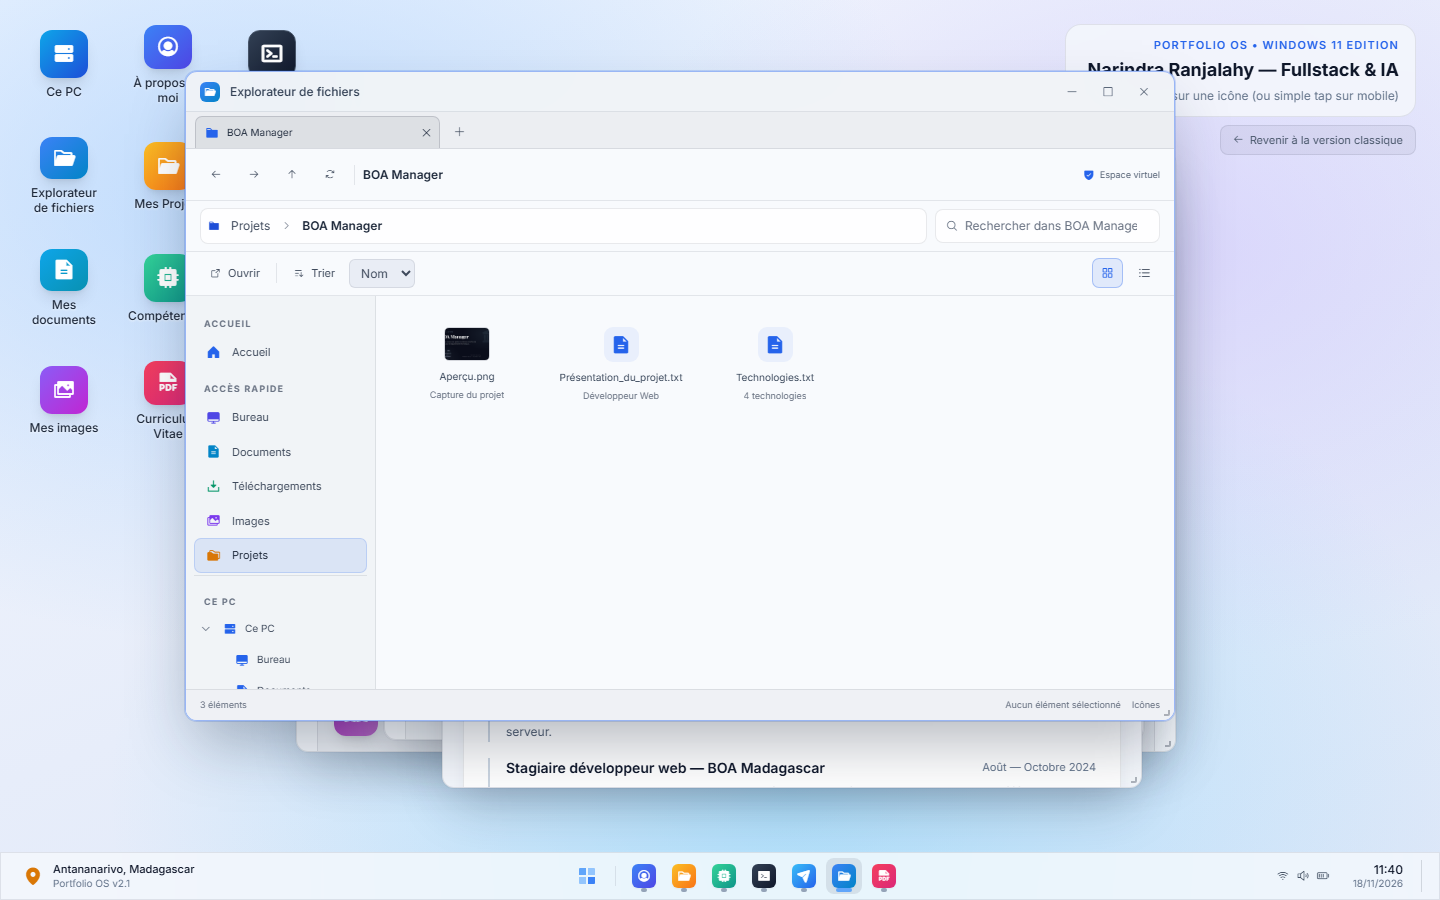 Ce PC
À propos
moi
Explorateur
de fichiers
Mes Proj
Mes
documents
Compéten
Mes images
PDF
Curricul
Vitae
PORTFOLIO OS • WINDOWS 11 EDITION
Narindra Ranjalahy — Fullstack & IA
sur une icône (ou simple tap sur mobile)
Revenir à la version classique
Explorateur de fichiers
BOA Manager
BOA Manager
Espace virtuel
Projets
BOA Manager
Rechercher dans BOA Manage
Ouvrir
Trier
Nom
ACCUEIL
Accueil
ACCÈS RAPIDE
Bureau
Documents
Téléchargements
Images
Projets
CE PC
Ce PC
Bureau
Documents
Aperçu.png
Capture du projet
Présentation_du_projet.txt
Développeur Web
Technologies.txt
4 technologies
3 éléments
Aucun élément sélectionné
Icônes
serveur.
Stagiaire développeur web — BOA Madagascar
Août — Octobre 2024
Antananarivo, Madagascar
Portfolio OS v2.1
PDF
11:40
18/11/2026